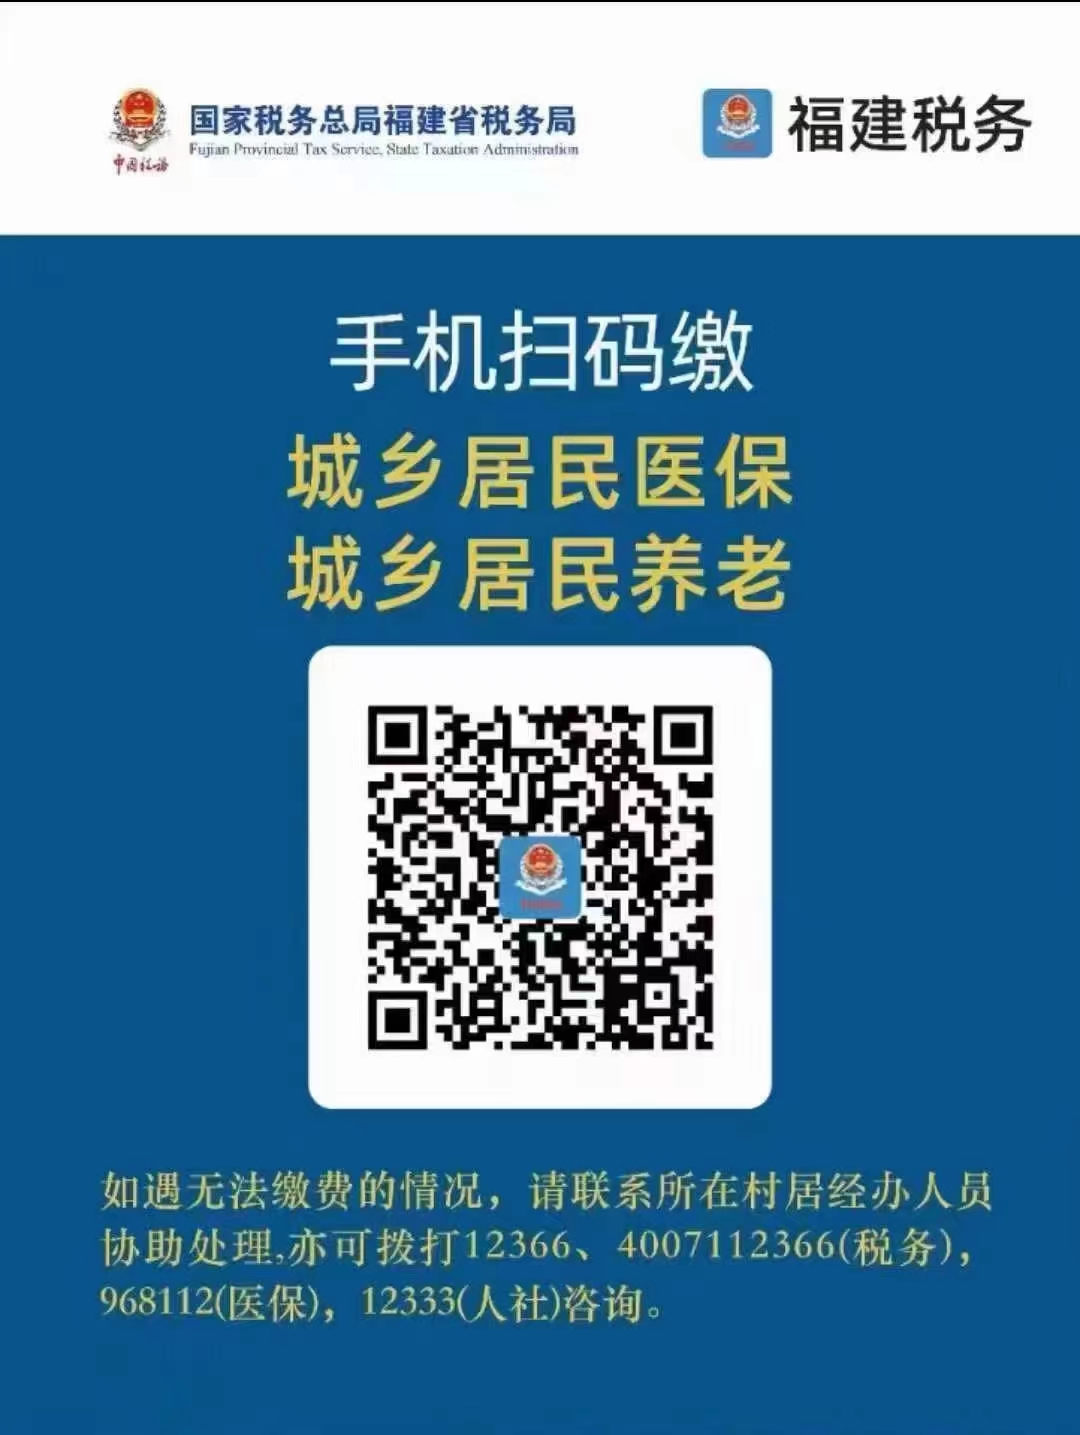 国家税务总局福建省税务局
Fujian Provincial Tax Service, State Taxation Administration
中国税务
福建税务
手机扫码缴
城乡居民医保
城乡居民养老
如遇无法缴费的情况，请联系所在村居经办人员
协助处理,亦可拨打12366、4007112366(税务)，
968112(医保)，12333(人社)咨询。